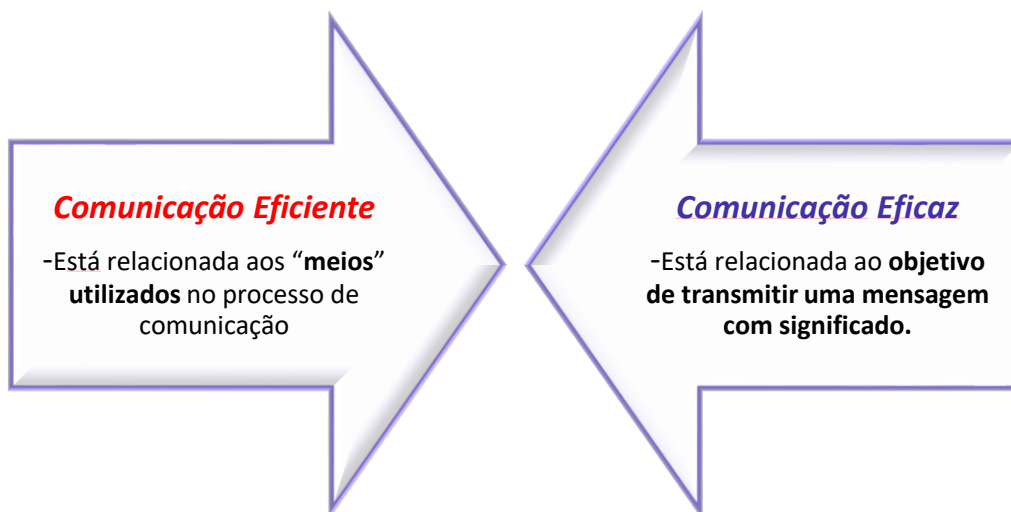 Comunicação Eficiente
-Está relacionada aos “meios”
utilizados no processo de
comunicação
Comunicação Eficaz
-Está relacionada ao objetivo
de transmitir uma mensagem
com significado.